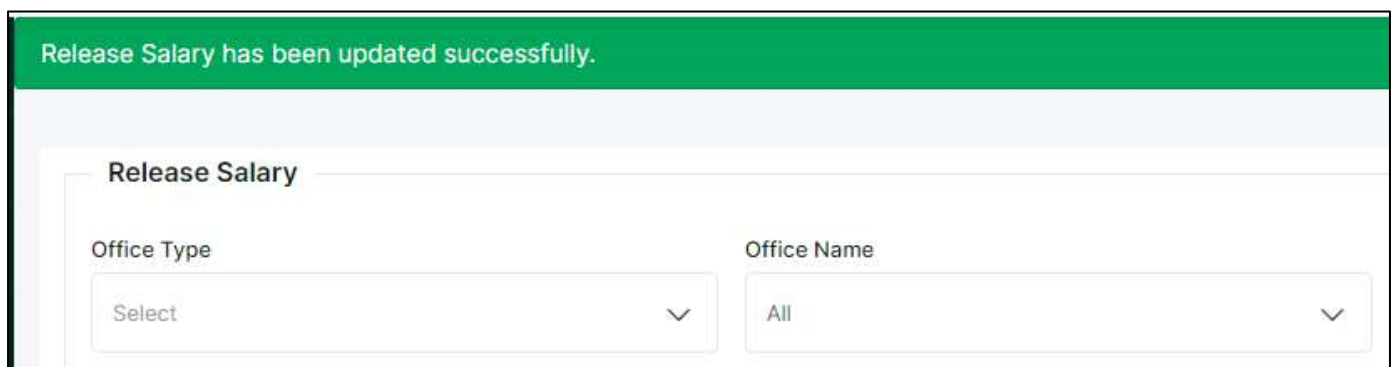 Release Salary has been updated successfully.
Release Salary
Office Type Office Name
Select All